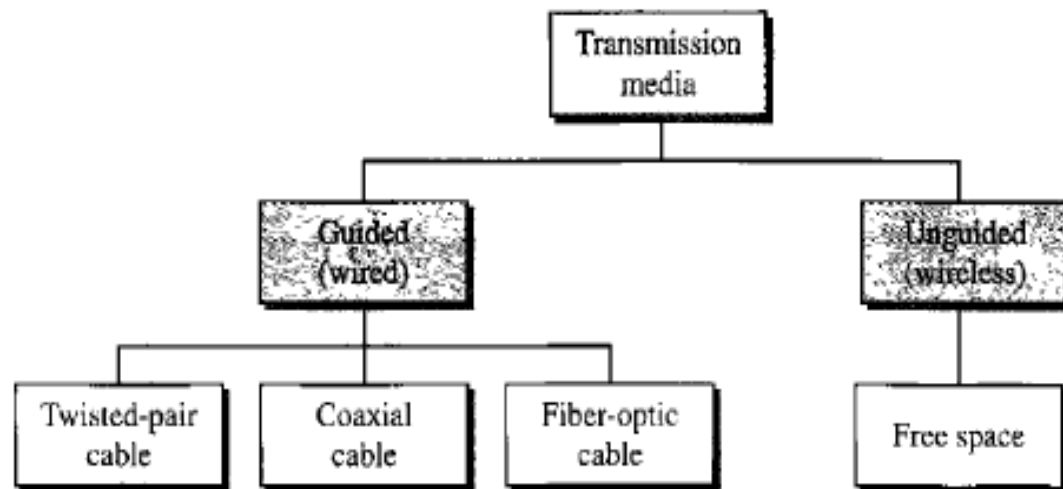 Transmission
media
Guided
(wired)
Unguided
(wireless)
Twisted-pair
cable
Coaxial
cable
Fiber-optic
cable
Free space